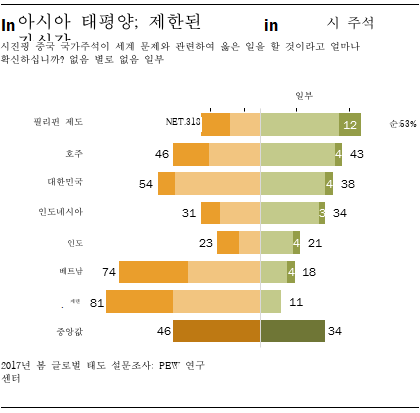 In 아시아 태평양; 제한된 in 시 주석
시진핑 중국 국가주석이 세계 문제와 관련하여 옳은 일을 할 것이라고 얼마나
확신하십니까? 없음 별로 없음 일부
일부
필리핀 제도 NET.313 12 순:53%
호주 46 4 43
대한민국 54 4 38
인도네시아 31 3 34
인도 23 4 21
베트남 74 4 18
81 11
중앙값 46 34
2017년 봄 글로벌 태도 설문조사: PEW 연구
센터